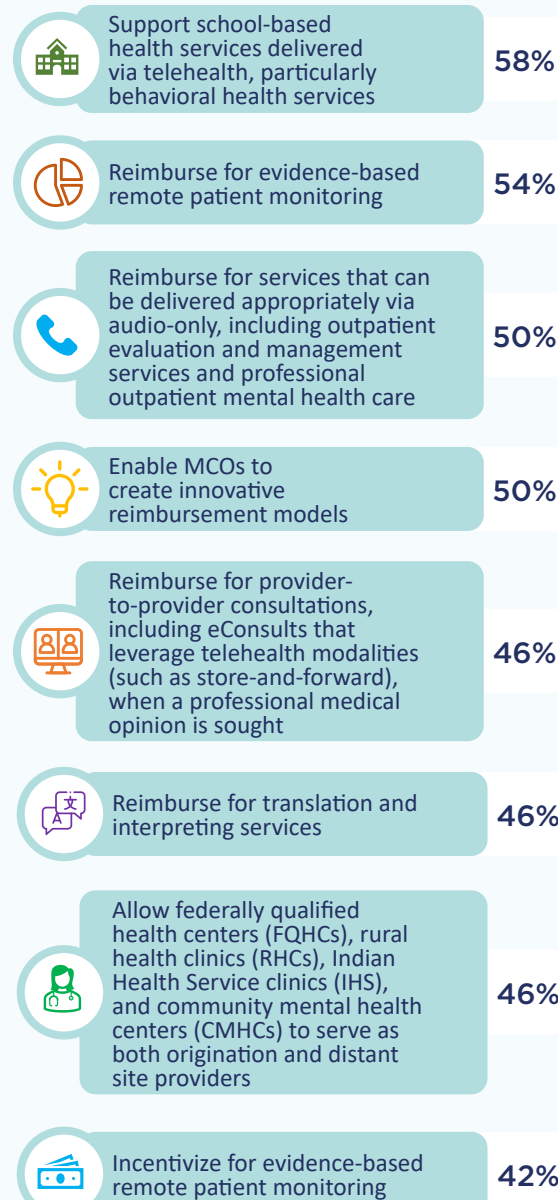 Support school-based
health services delivered
via telehealth, particularly
behavioral health services
58%
Reimburse for evidence-based
remote patient monitoring
54%
Reimburse for services that can
be delivered appropriately via
audio-only, including outpatient
evaluation and management
services and professional
outpatient mental health care
50%
Enable MCOs to
create innovative
reimbursement models
50%
Reimburse for provider-
to-provider consultations,
including eConsults that
leverage telehealth modalities
(such as store-and-forward),
when a professional medical
opinion is sought
46%
A 文
Reimburse for translation and
interpreting services
46%
Allow federally qualified
health centers (FQHCs), rural
health clinics (RHCs), Indian
Health Service clinics (IHS),
and community mental health
centers (CMHCs) to serve as
both origination and distant
site providers
46%
Incentivize for evidence-based
remote patient monitoring
42%